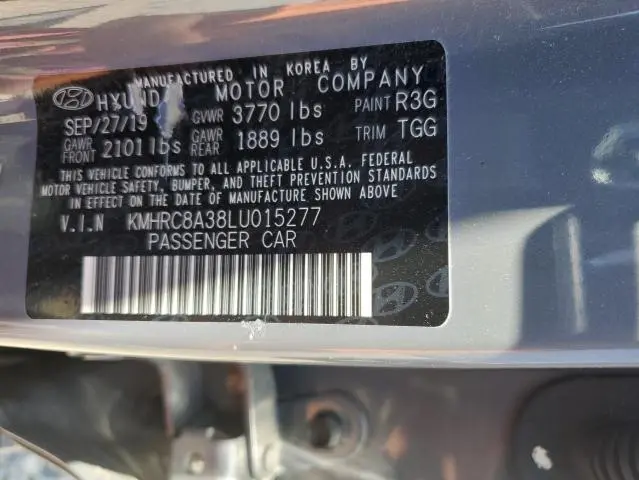 MANUFACTURED IN KOREA BY
HYUNDAI MOTOR COMPANY
SEP/27/19 GVWR 3770 lbs PAINT R3G
GAWR FRONT 2101 lbs GAWR REAR 1889 lbs TRIM TGG
THIS VEHICLE CONFORMS TO ALL APPLICABLE U.S.A. FEDERAL
MOTOR VEHICLE SAFETY, BUMPER, AND THEFT PREVENTION STANDARDS
IN EFFECT ON THE DATE OF MANUFACTURE SHOWN ABOVE
V.I.N KMHRC8A38LU015277
PASSENGER CAR